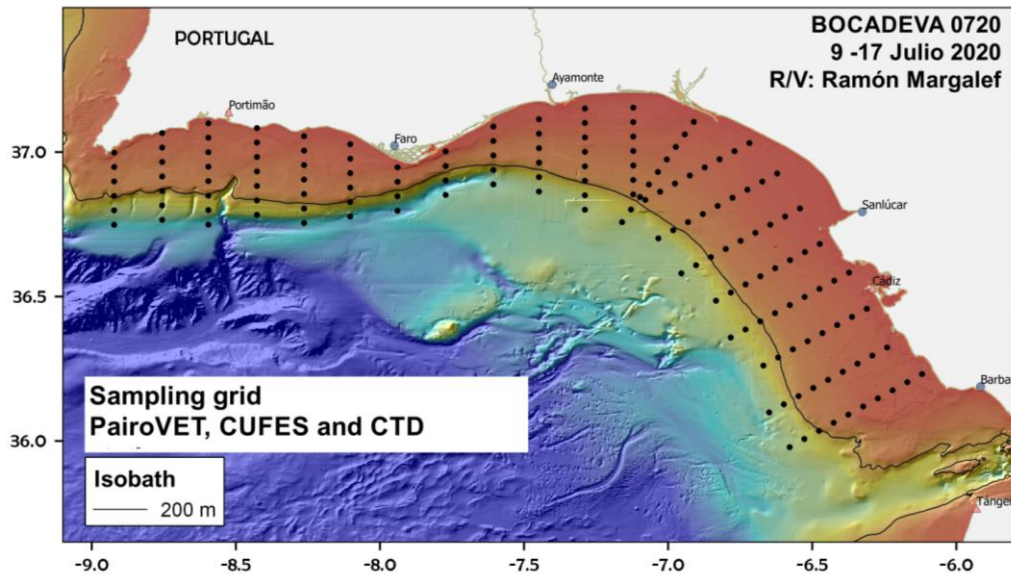 BOCADEVA 0720
9 -17 Julio 2020
R/V: Ramón Margalef
PORTUGAL
Ayamonte
Portimão
Faro
37.0
Sanlúcar
36.5
Cádiz
Barbat
Sampling grid
PairoVET, CUFES and CTD
36.0
Isobath
200 m
Tánger
-9.0 -8.5 -8.0 -7.5 -7.0 -6.5 -6.0